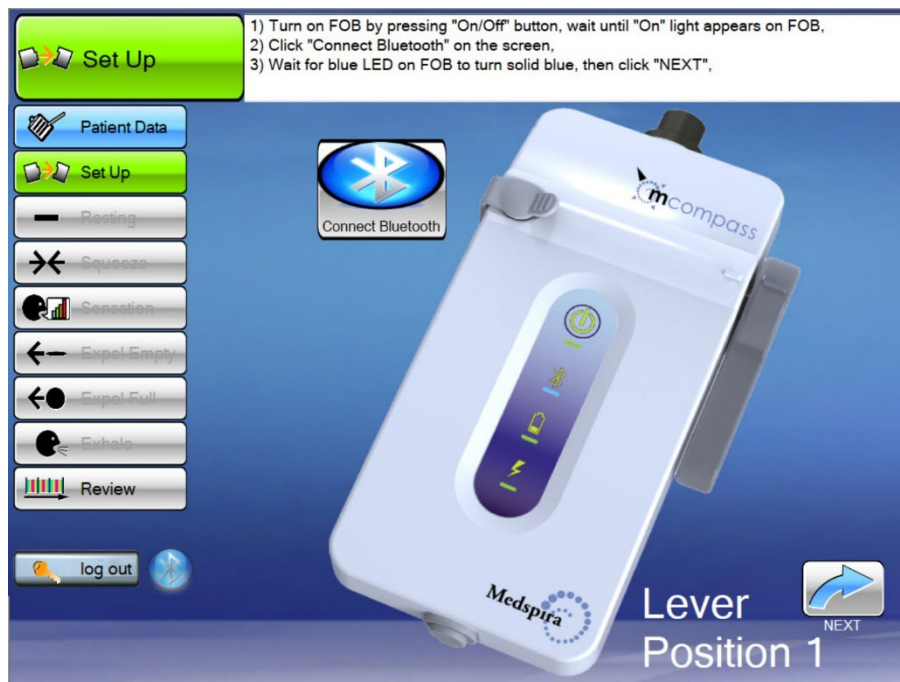 Set Up
1) Turn on FOB by pressing "On/Off" button, wait until "On" light appears on FOB,
2) Click "Connect Bluetooth" on the screen,
3) Wait for blue LED on FOB to turn solid blue, then click "NEXT",
Patient Data
Set Up
Resting
Squeeze
Sensation
Expel Empty
Expel Full
Exhale
Review
log out
Connect Bluetooth
mcompass
Medspira
Lever
Position 1
NEXT